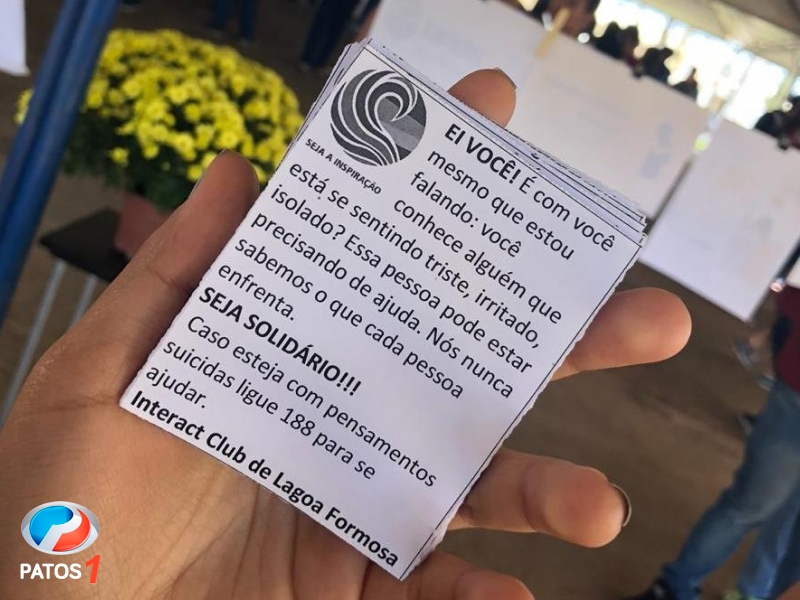 SEJA A INSPIRAÇÃO
EI VOCÊ! É com você
mesmo que estou
falando: você
conhece alguém que
está se sentindo triste, irritado,
isolado? Essa pessoa pode estar
precisando de ajuda. Nós nunca
sabemos o que cada pessoa
enfrenta.
SEJA SOLIDÁRIO!!!
Caso esteja com pensamentos
suicidas ligue 188 para se
ajudar.
Interact Club de Lagoa Formosa
PATOS1